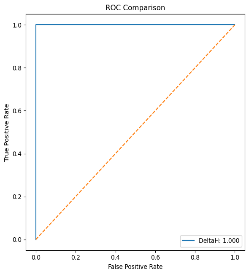 ROC Comparison
True Positive Rate
1.0
0.8
0.6
0.4
0.2
0.0
0.0 0.2 0.4 0.6 0.8 1.0
False Positive Rate
DeltaH: 1.000